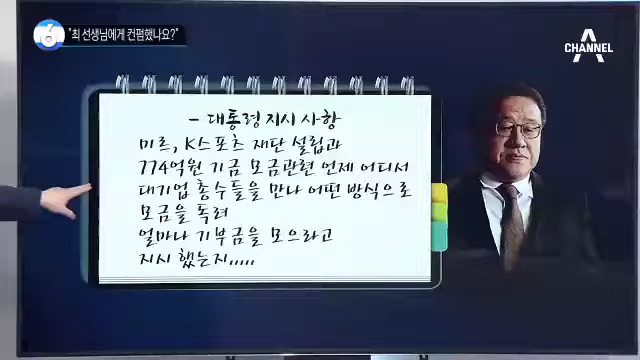 "최 선생님에게 컨펌했나요?"
CHANNEL A
- 대통령 지시 사항
미르, K스포츠 재단 설립과
774억원 기금 모금관련 언제 어디서
대기업 총수들을 만나 어떤 방식으로
모금을 독려
얼마나 기부금을 모으라고
지시 했는지.....